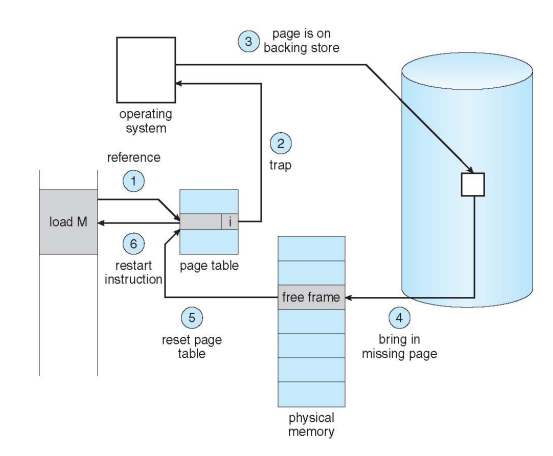 3
page is on
backing store
operating
system
2
trap
reference
1
load M
i
6
restart
instruction
page table
free frame
5
reset page
table
4
bring in
missing page
physical
memory